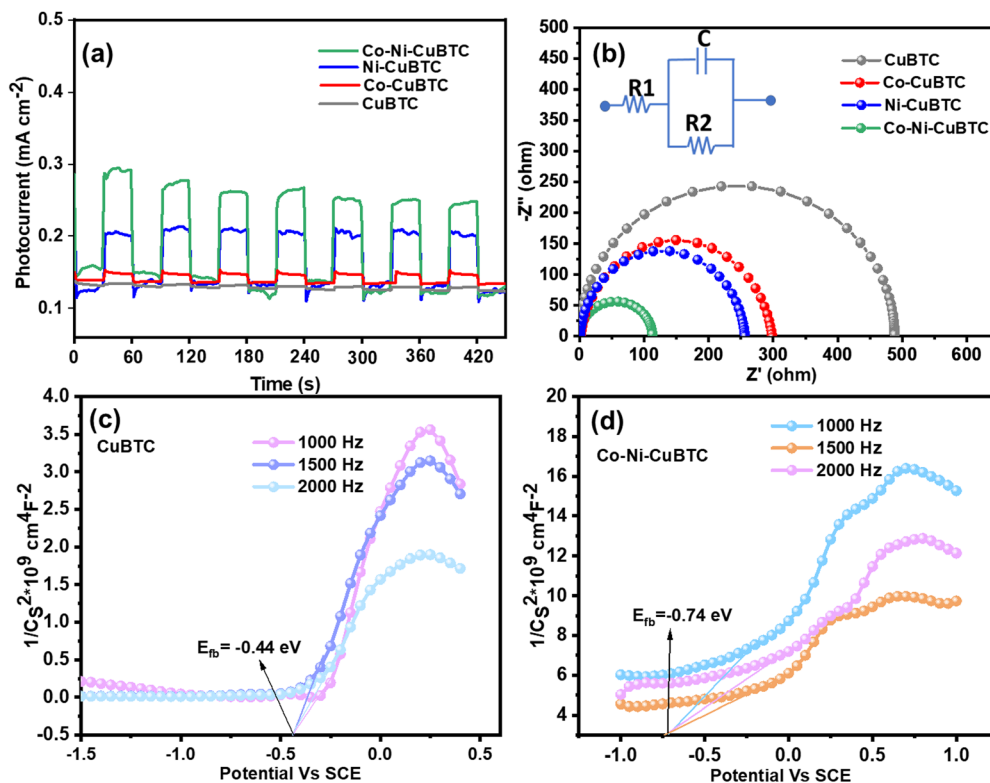 (a)
Co-Ni-CuBTC
Ni-CuBTC
Co-CuBTC
CuBTC
Photocurrent (mA cm-2)
0.5
0.4
0.3
0.2
0.1
0 60 120 180 240 300 360 420
Time (s)
(b)
C
R1
R2
CuBTC
Co-CuBTC
Ni-CuBTC
Co-Ni-CuBTC
-Z'' (ohm)
500
450
400
350
300
250
200
150
100
50
0
0 100 200 300 400 500 600
Z' (ohm)
(c)
CuBTC
1000 Hz
1500 Hz
2000 Hz
Efb= -0.44 eV
1/CS2*109 cm4F-2
4.0
3.5
3.0
2.5
2.0
1.5
1.0
0.5
0.0
-0.5
-1.5 -1.0 -0.5 0.0 0.5
Potential Vs SCE
(d)
Co-Ni-CuBTC
1000 Hz
1500 Hz
2000 Hz
Efb= -0.74 eV
1/CS2*109 cm4F-2
20
18
16
14
12
10
8
6
4
-1.0 -0.5 0.0 0.5 1.0
Potential Vs SCE